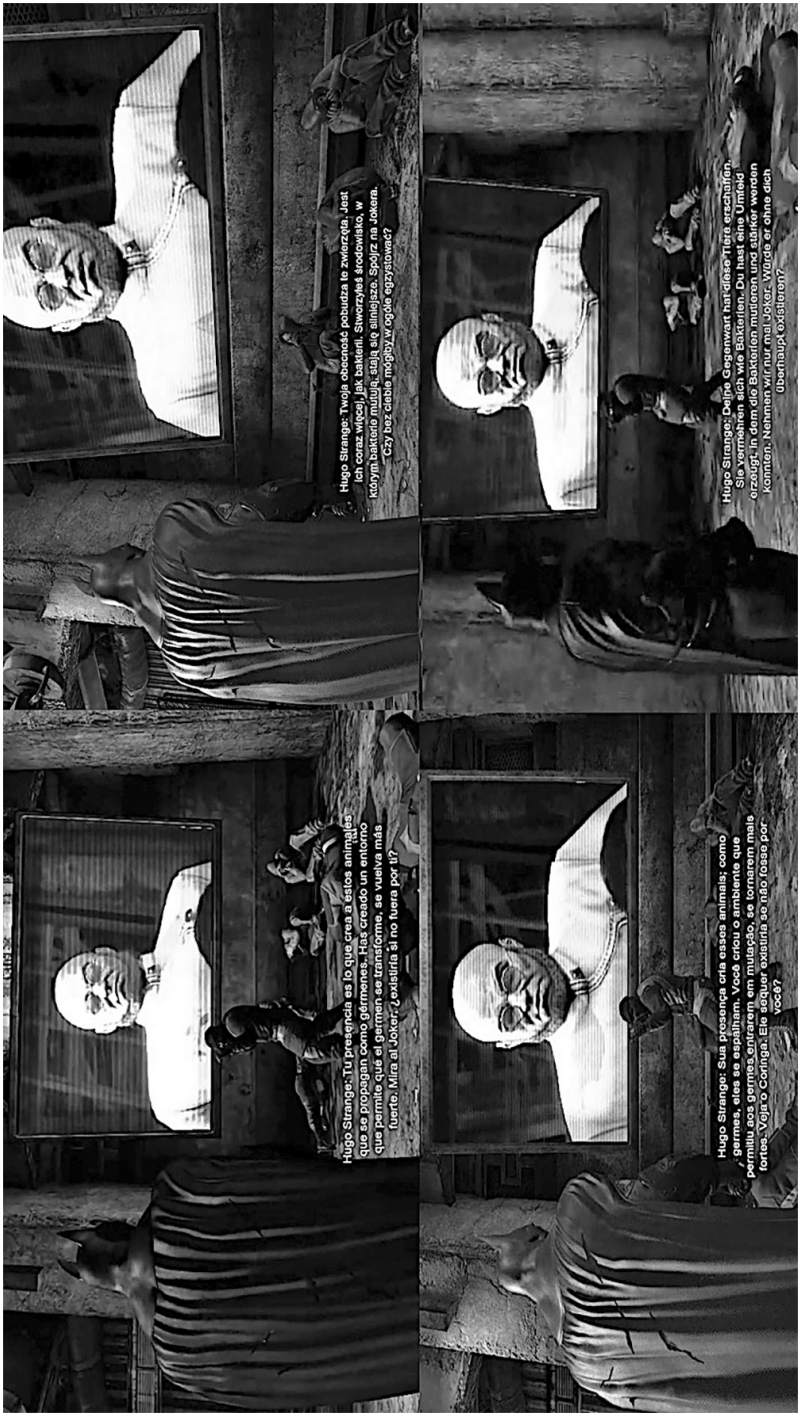 Hugo Strange: Tu presencia es lo que crea a estos animales
que se propagan como gérmenes. Has creado un entorno
que permite que el germen se transforme, se vuelva más
fuerte. Mira al Joker, ¿existiría si no fuera por ti?
Hugo Strange: Twoja obecność pobudza te zwierzęta. Jest
ich coraz więcej, jak bakterii. Stworzyłeś środowisko, w
którym bakterie mutują, stają się silniejsze. Spójrz na Jokera.
Czy bez ciebie mógłby w ogóle egzystować?
Hugo Strange: Sua presença cria esses animais; como
germes, eles se espalham. Você criou o ambiente que
permitiu aos germes entrarem em mutação, se tornarem mais
fortes. Veja o Coringa. Ele sequer existiria se não fosse por
você?
Hugo Strange: Deine Gegenwart hat diese Tiere erschaffen.
Sie vermehren sich wie Bakterien. Du hast eine Umfeld
erzeugt, in dem die Bakterien mutieren und stärker werden
konnten. Nehmen wir nur mal Joker. Würde er ohne dich
überhaupt existieren?